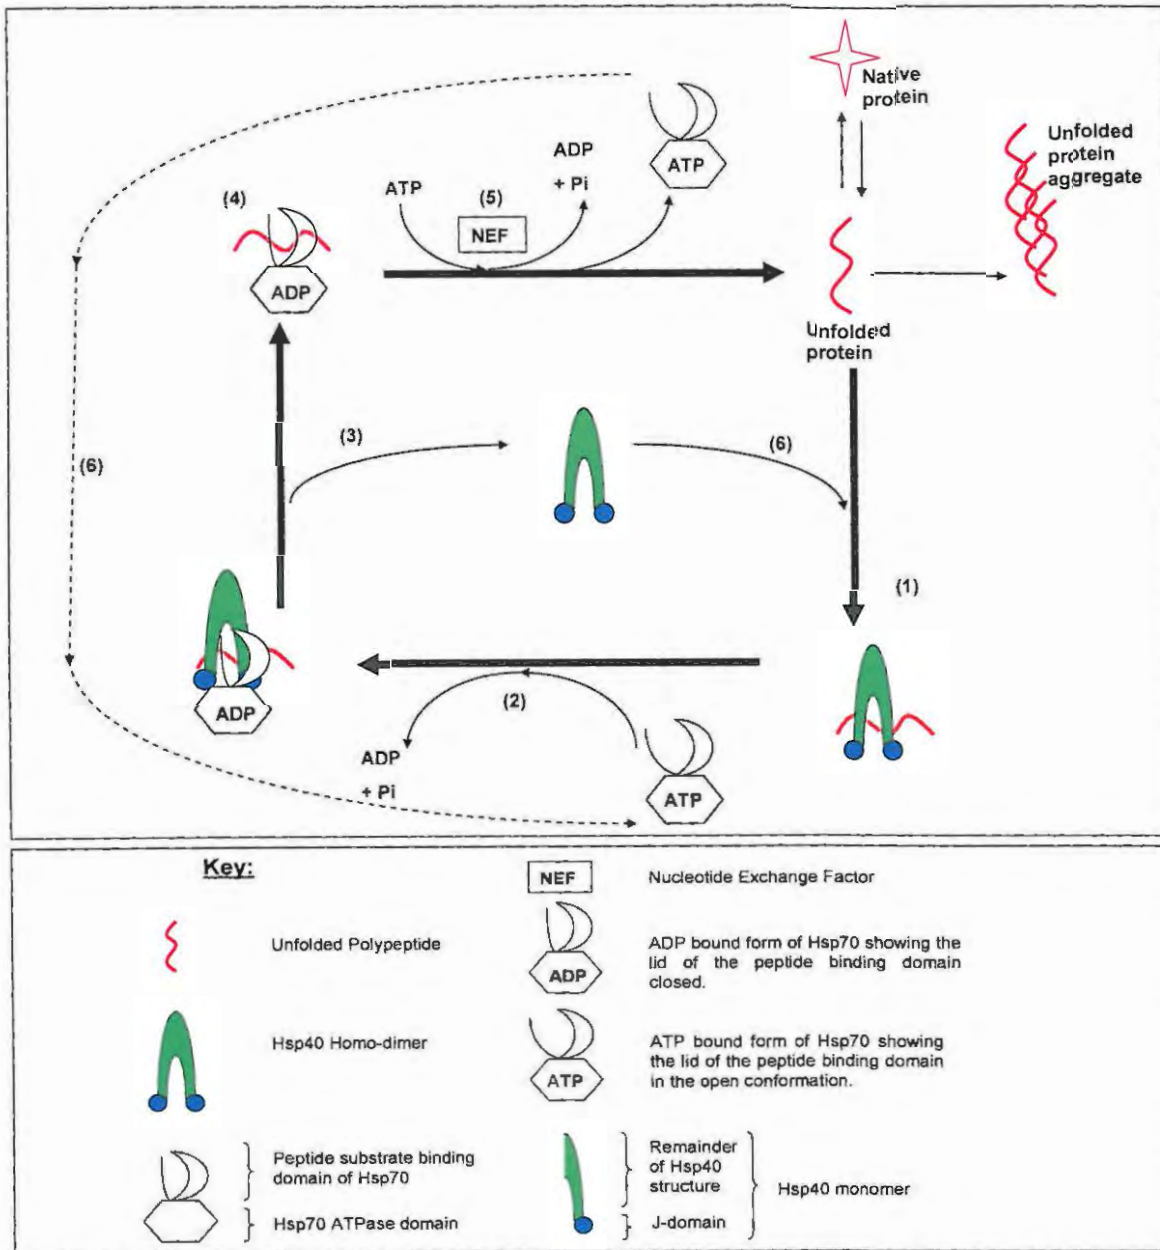 Native
protein
Unfolded
protein
aggregate
ATP
(4)
ATP
(5)
ADP
+ Pi
NEF
ADP
Unfolded
protein
(3)
(6)
(6)
(1)
ADP
(2)
ADP
+ Pi
ATP
Key:
NEF
Nucleotide Exchange Factor
Unfolded Polypeptide
ADP
ADP bound form of Hsp70 showing the
lid of the peptide binding domain
closed.
Hsp40 Homo-dimer
ATP
ATP bound form of Hsp70 showing
the lid of the peptide binding domain
in the open conformation.
Peptide substrate binding
domain of Hsp70
Hsp70 ATPase domain
Remainder
of Hsp40
structure
J-domain
Hsp40 monomer